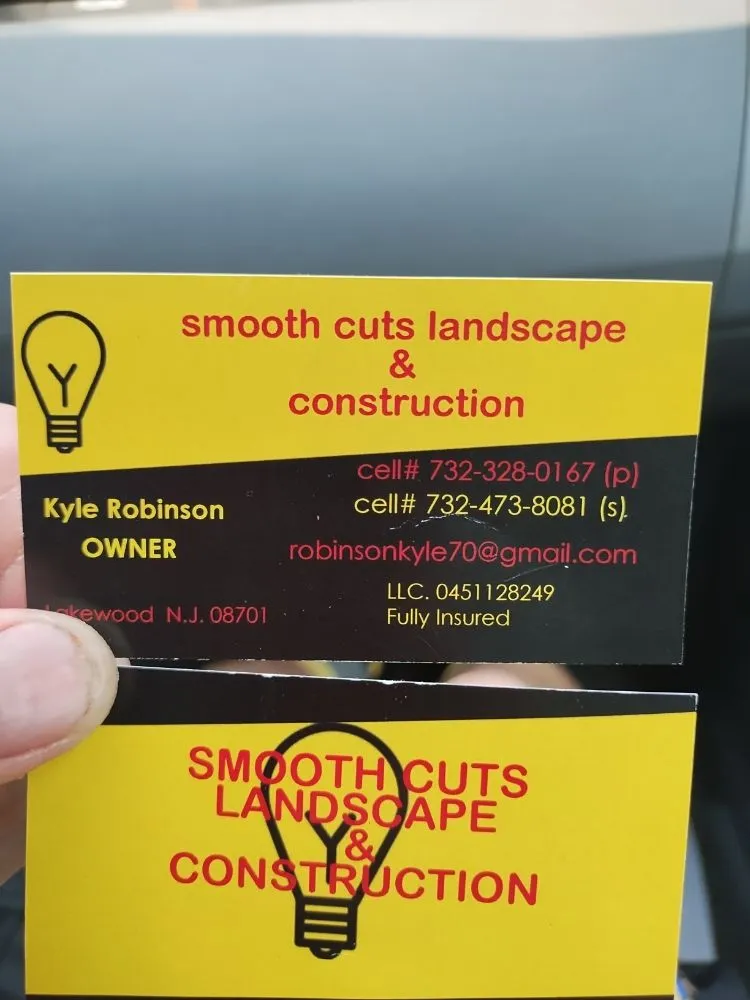 smooth cuts landscape
&
construction
cell# 732-328-0167 (p)
cell# 732-473-8081 (s)
Kyle Robinson
OWNER
robinsonkyle70@gmail.com
LLC. 0451128249
Fully Insured
Lakewood N.J. 08701
SMOOTH CUTS
LANDSCAPE
&
CONSTRUCTION